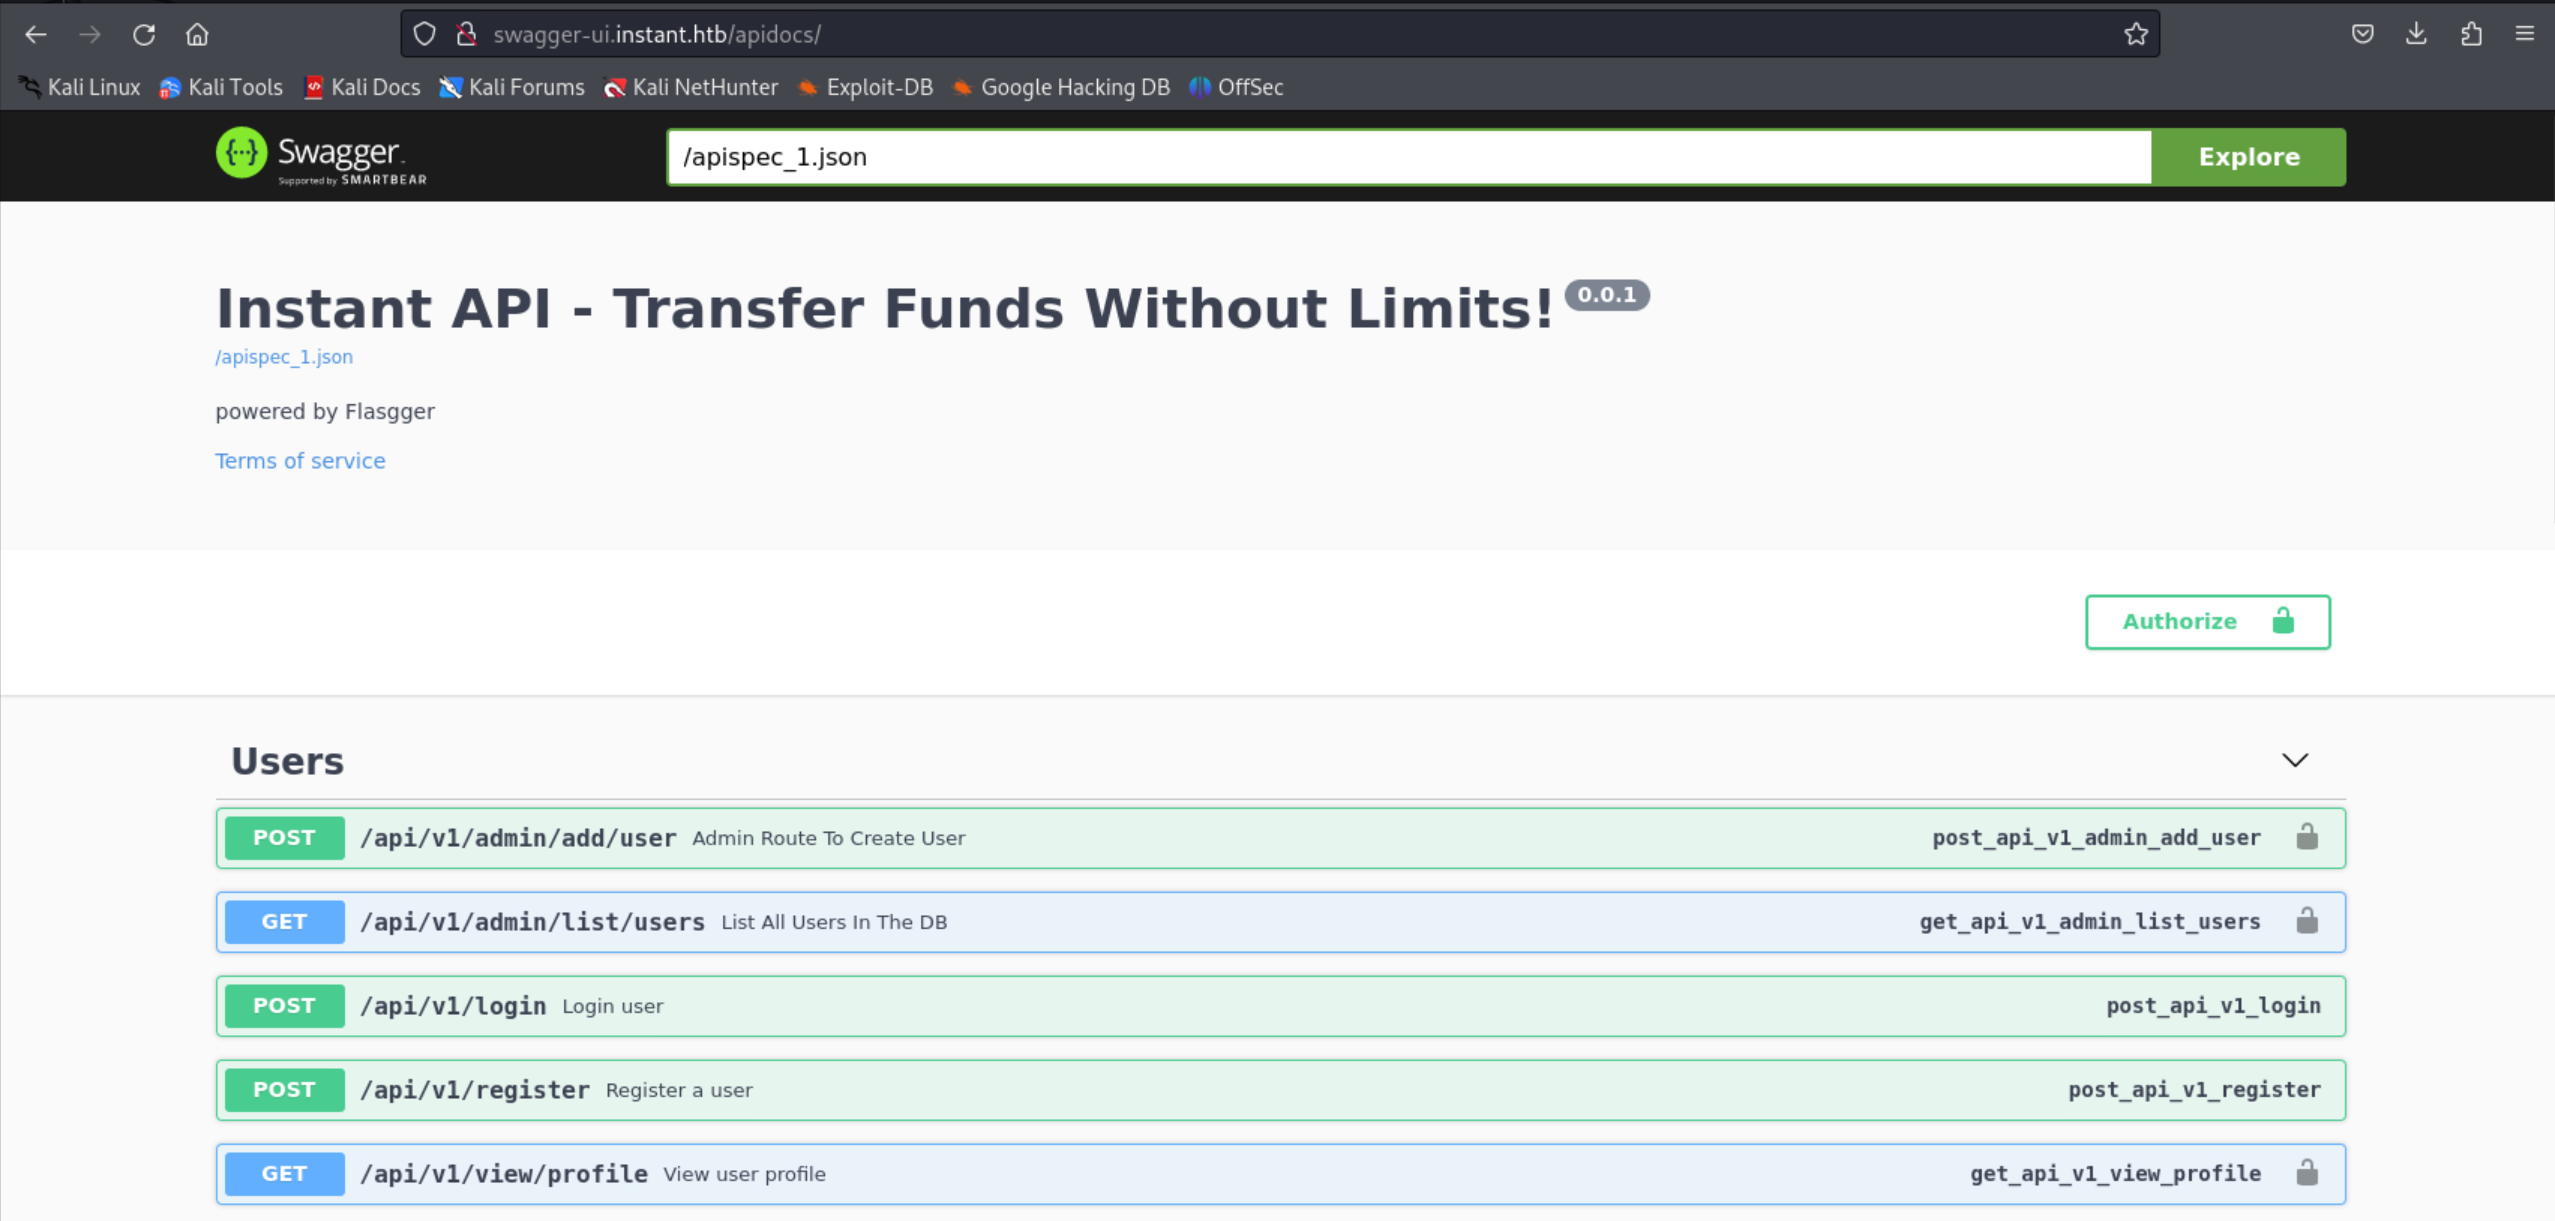 swagger-ui.instant.htb/apidocs/
Kali Linux Kali Tools Kali Docs Kali Forums Kali NetHunter Exploit-DB Google Hacking DB OffSec
Swagger.
Supported by SMARTBEAR
/apispec_1.json
Explore
Instant API - Transfer Funds Without Limits! 0.0.1
/apispec_1.json
powered by Flasgger
Terms of service
Authorize
Users
POST /api/v1/admin/add/user Admin Route To Create User post_api_v1_admin_add_user
GET /api/v1/admin/list/users List All Users In The DB get_api_v1_admin_list_users
POST /api/v1/login Login user post_api_v1_login
POST /api/v1/register Register a user post_api_v1_register
GET /api/v1/view/profile View user profile get_api_v1_view_profile